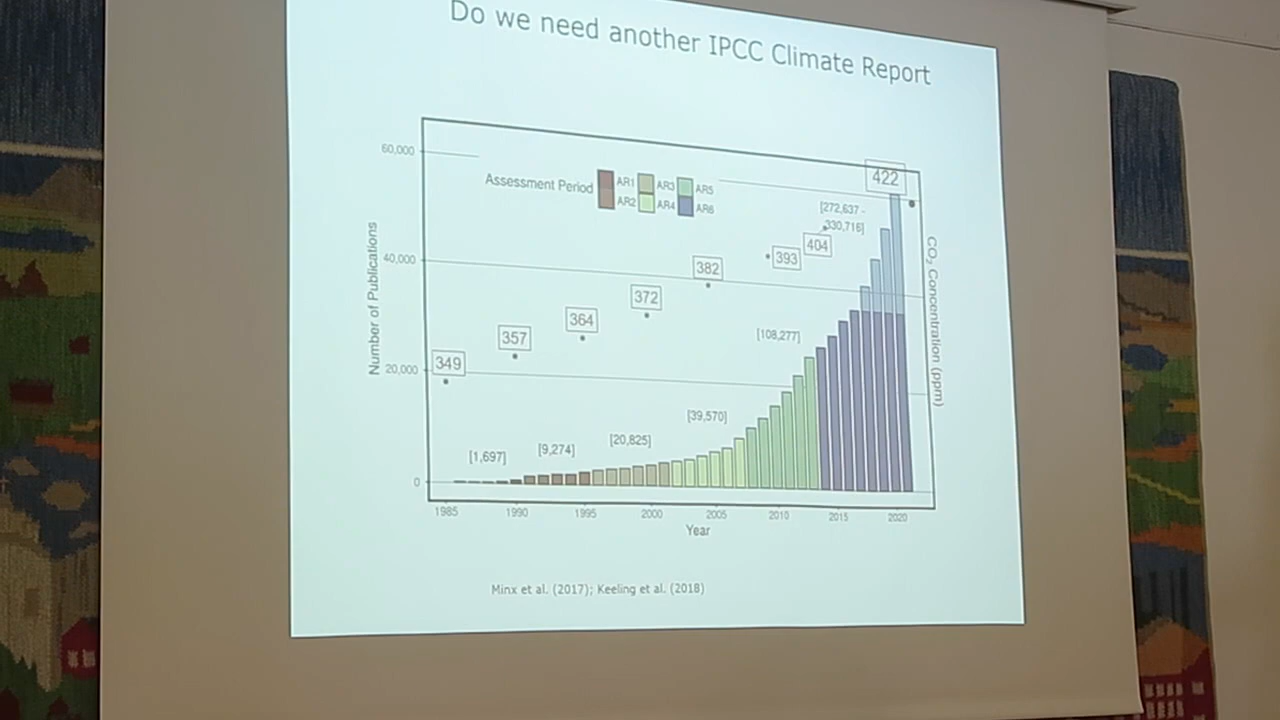 Do we need another IPCC Climate Report
60,000
40,000
20,000
0
Number of Publications
Assessment Period
AR1
AR3
AR5
AR2
AR4
AR6
422
[272,637 -
330,716]
404
393
382
372
364
357
349
[108,277]
[39,570]
[20,825]
[9,274]
[1,697]
CO₂ Concentration (ppm)
1985
1990
1995
2000
2005
2010
2015
2020
Year
Minx et al. (2017); Keeling et al. (2018)